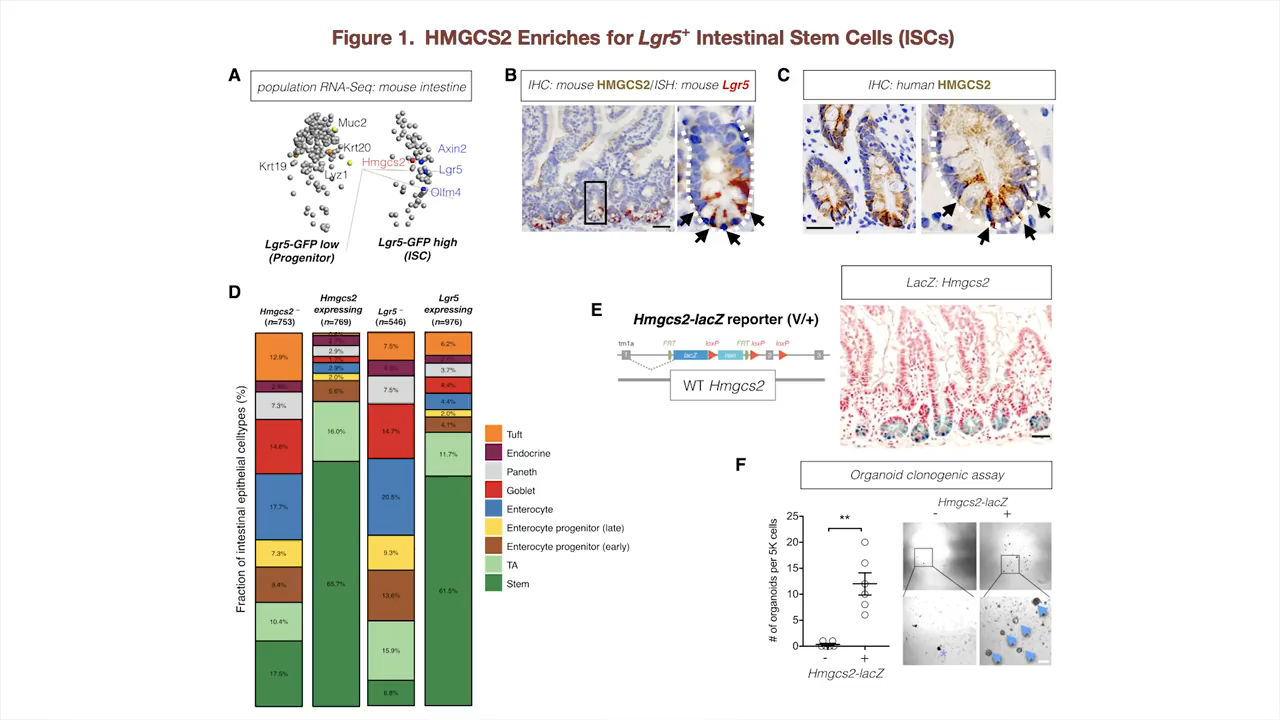 Figure 1. HMGCS2 Enriches for Lgr5+ Intestinal Stem Cells (ISCs)
A
population RNA-Seq: mouse intestine
Muc2
Krt20
Krt19
Lyz1
Hmgcs2
Axin2
Lgr5
Olfm4
Lgr5-GFP low
(Progenitor)
Lgr5-GFP high
(ISC)
B
IHC: mouse HMGCS2/ISH: mouse Lgr5
C
IHC: human HMGCS2
D
Fraction of intestinal epithelial celltypes (%)
Hmgcs2 -
(n=753)
12.9%
7.3%
14.6%
17.7%
7.3%
9.4%
10.4%
17.5%
Hmgcs2
expressing
(n=769)
2.7%
2.9%
2.9%
2.0%
5.6%
16.0%
65.7%
Lgr5 -
(n=546)
7.5%
7.5%
14.7%
20.5%
9.3%
13.6%
15.9%
6.8%
Lgr5
expressing
(n=976)
6.2%
3.7%
4.4%
4.4%
2.0%
4.1%
11.7%
61.5%
Tuft
Endocrine
Paneth
Goblet
Enterocyte
Enterocyte progenitor (late)
Enterocyte progenitor (early)
TA
Stem
E
Hmgcs2-lacZ reporter (V/+)
tm1a
FRT
loxP
FRT
loxP
loxP
lacZ
neo
WT Hmgcs2
LacZ: Hmgcs2
F
Organoid clonogenic assay
# of organoids per 5K cells
25
20
15
10
5
0
**
- +
Hmgcs2-lacZ
Hmgcs2-lacZ
- +
*